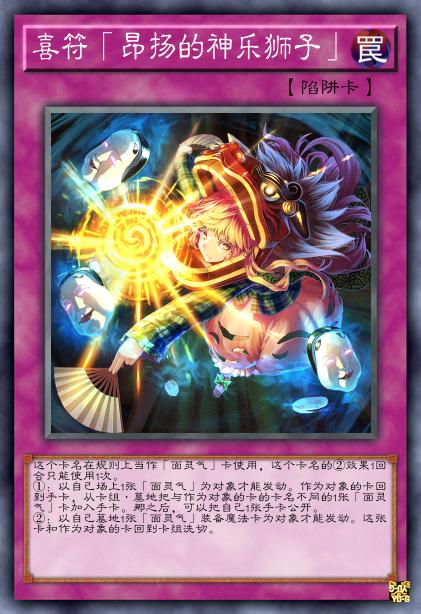 喜符「昂扬的神乐狮子」 罠
【陷阱卡】
这个卡名在规则上当作「面灵气」卡使用，这个卡名的②效果1回
合只能使用1次。
①：以自己场上1张「面灵气」为对象才能发动。作为对象的卡回
到手卡，从卡组·墓地把与作为对象的卡的卡名不同的1张「面灵
气」卡加入手卡。那之后，可以把自己1张手卡公开。
②：以自己墓地1张「面灵气」装备魔法卡为对象才能发动。这张
卡和作为对象的卡回到卡组洗切。